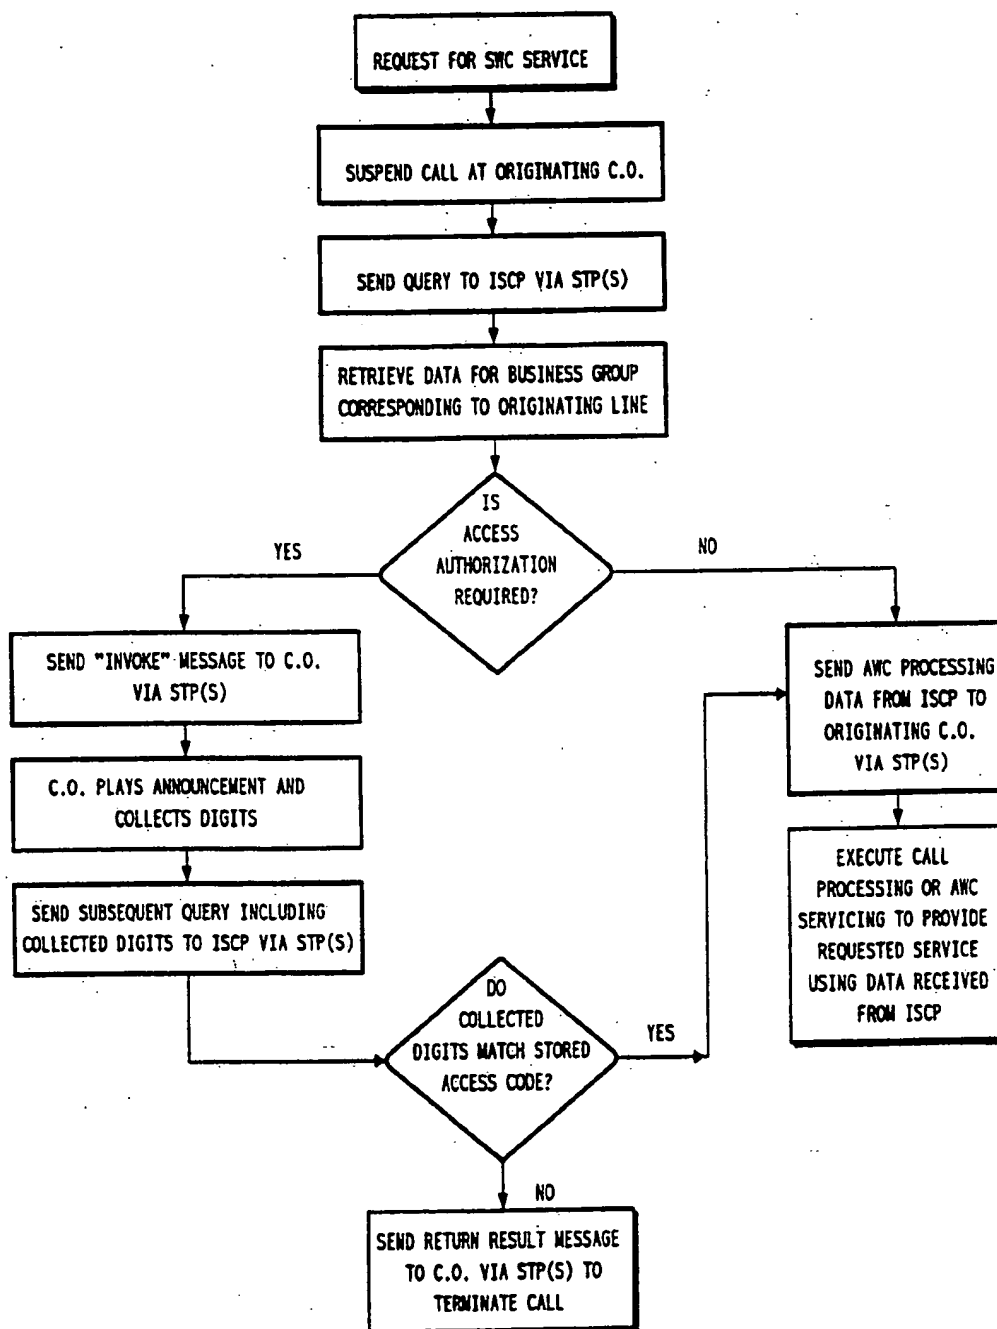 REQUEST FOR SWC SERVICE
SUSPEND CALL AT ORIGINATING C.O.
SEND QUERY TO ISCP VIA STP(S)
RETRIEVE DATA FOR BUSINESS GROUP
CORRESPONDING TO ORIGINATING LINE
IS
ACCESS
AUTHORIZATION
REQUIRED?
YES
NO
SEND "INVOKE" MESSAGE TO C.O.
VIA STP(S)
C.O. PLAYS ANNOUNCEMENT AND
COLLECTS DIGITS
SEND SUBSEQUENT QUERY INCLUDING
COLLECTED DIGITS TO ISCP VIA STP(S)
SEND AWC PROCESSING
DATA FROM ISCP TO
ORIGINATING C.O.
VIA STP(S)
EXECUTE CALL
PROCESSING OR AWC
SERVICING TO PROVIDE
REQUESTED SERVICE
USING DATA RECEIVED
FROM ISCP
DO
COLLECTED
DIGITS MATCH STORED
ACCESS CODE?
YES
NO
SEND RETURN RESULT MESSAGE
TO C.O. VIA STP(S) TO
TERMINATE CALL